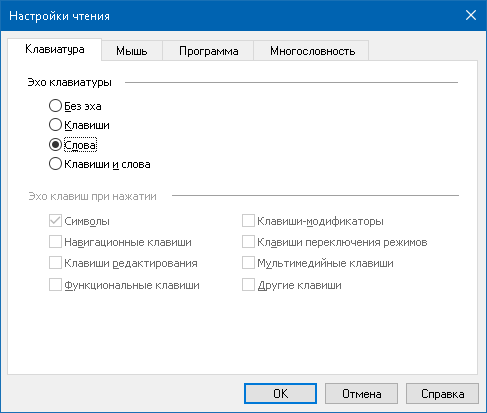 Настройки чтения
Клавиатура Мышь Программа Многословность
Эхо клавиатуры
Без эха
Клавиши
Слова
Клавиши и слова
Эхо клавиш при нажатии
Символы Клавиши-модификаторы
Навигационные клавиши Клавиши переключения режимов
Клавиши редактирования Мультимедийные клавиши
Функциональные клавиши Другие клавиши
OK Отмена Справка